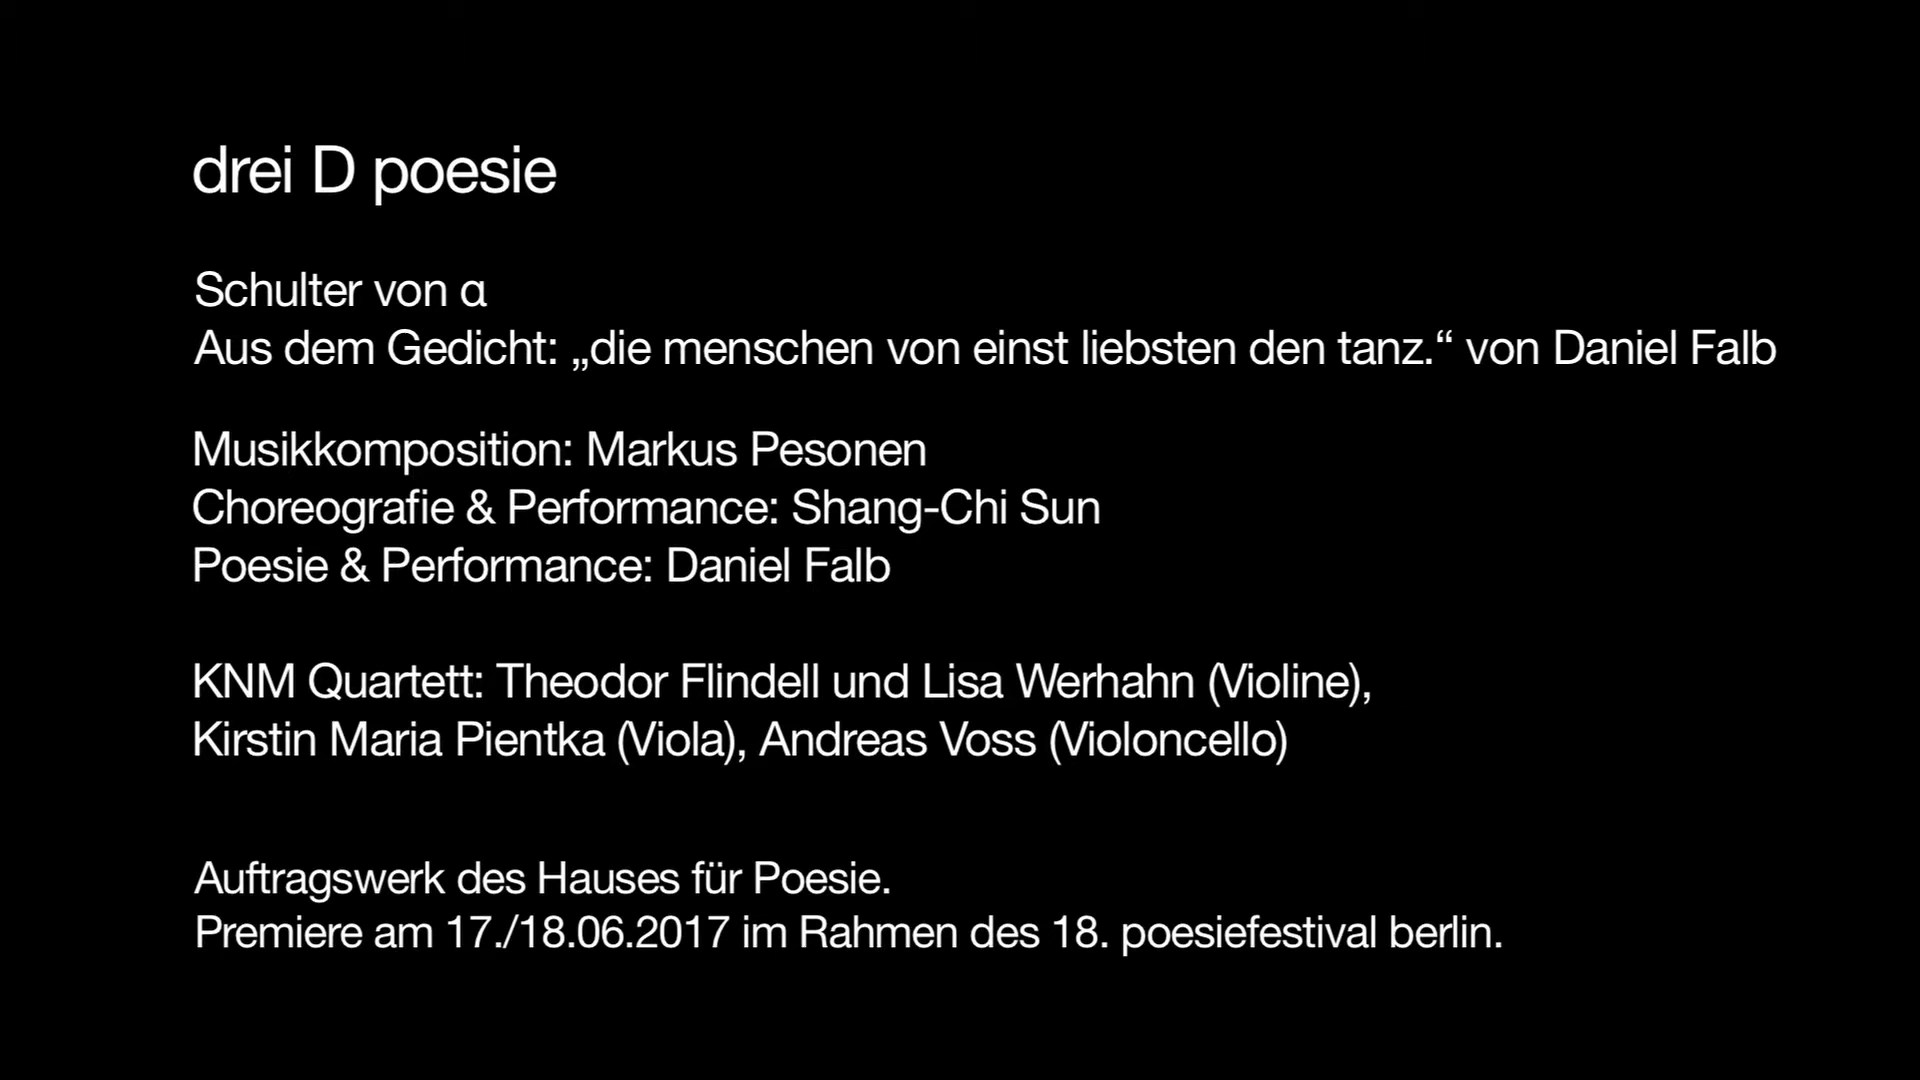 drei D poesie
Schulter von α
Aus dem Gedicht: „die menschen von einst liebsten den tanz.“ von Daniel Falb
Musikkomposition: Markus Pesonen
Choreografie & Performance: Shang-Chi Sun
Poesie & Performance: Daniel Falb
KNM Quartett: Theodor Flindell und Lisa Werhahn (Violine),
Kirstin Maria Pientka (Viola), Andreas Voss (Violoncello)
Auftragswerk des Hauses für Poesie.
Premiere am 17./18.06.2017 im Rahmen des 18. poesiefestival berlin.